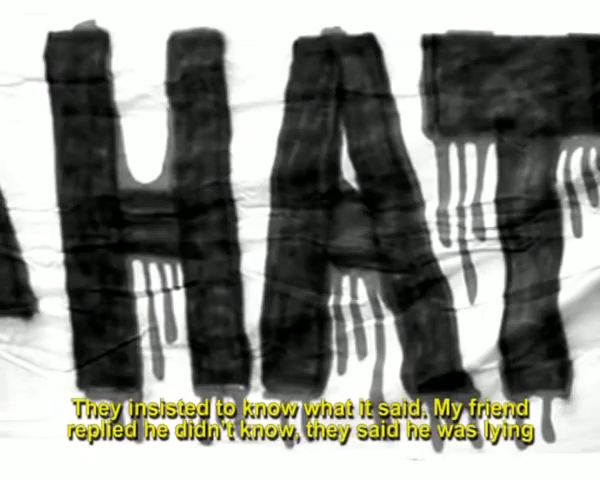 HAT
They insisted to know what it said. My friend
replied he didn't know, they said he was lying